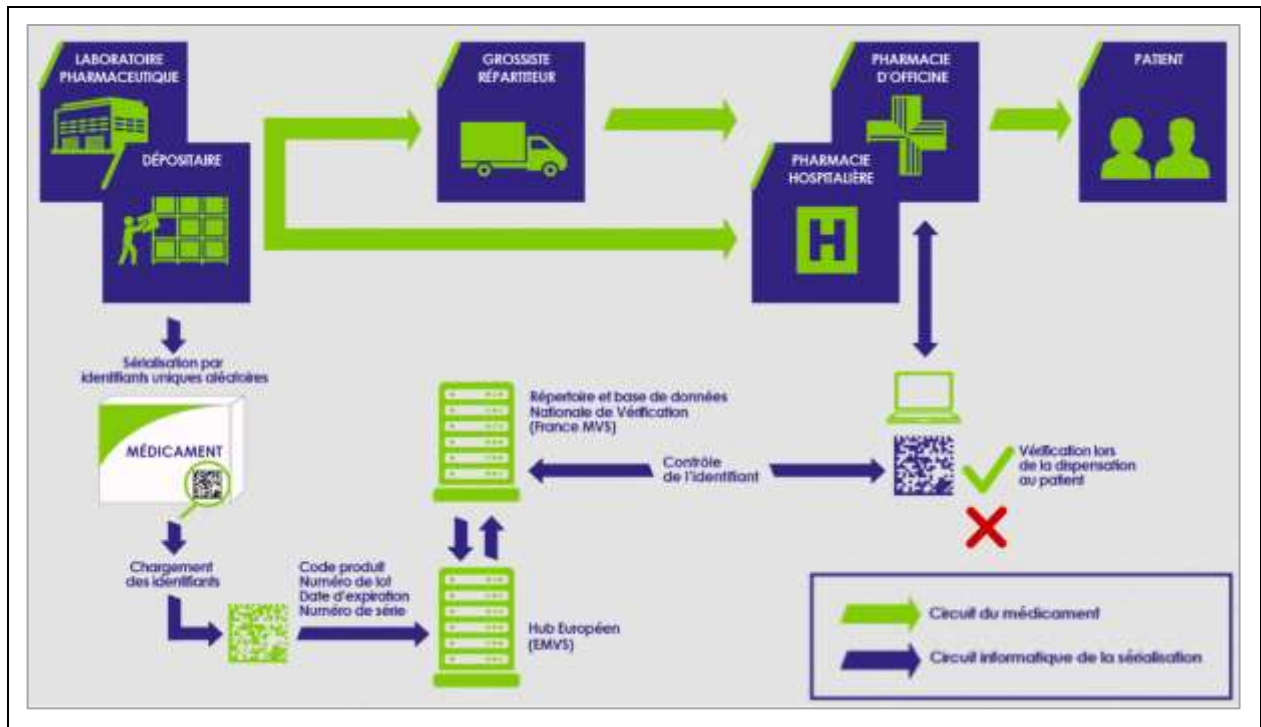 LABORATOIRE
PHARMACEUTIQUE
DÉPOSITAIRE
GROSSISTE
RÉPARTITEUR
PHARMACIE
D'OFFICINE
PHARMACIE
HOSPITALIÈRE
H
PATIENT
Sérialisation par
identifiants uniques aléatoires
MÉDICAMENT
Chargement
des identifiants
Code produit
Numéro de lot
Date d'expiration
Numéro de série
Répertoire et base de données
Nationale de Vérification
(France MVS)
Hub Européen
(EMVS)
Contrôle
de l'identifiant
Vérification lors
de la dispensation
au patient
Circuit du médicament
Circuit informatique de la sérialisation